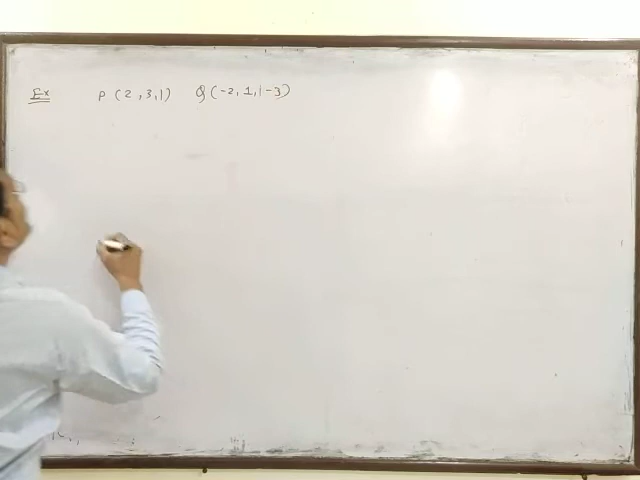 Ex P (2,3,1) Q (-2,1,-3)